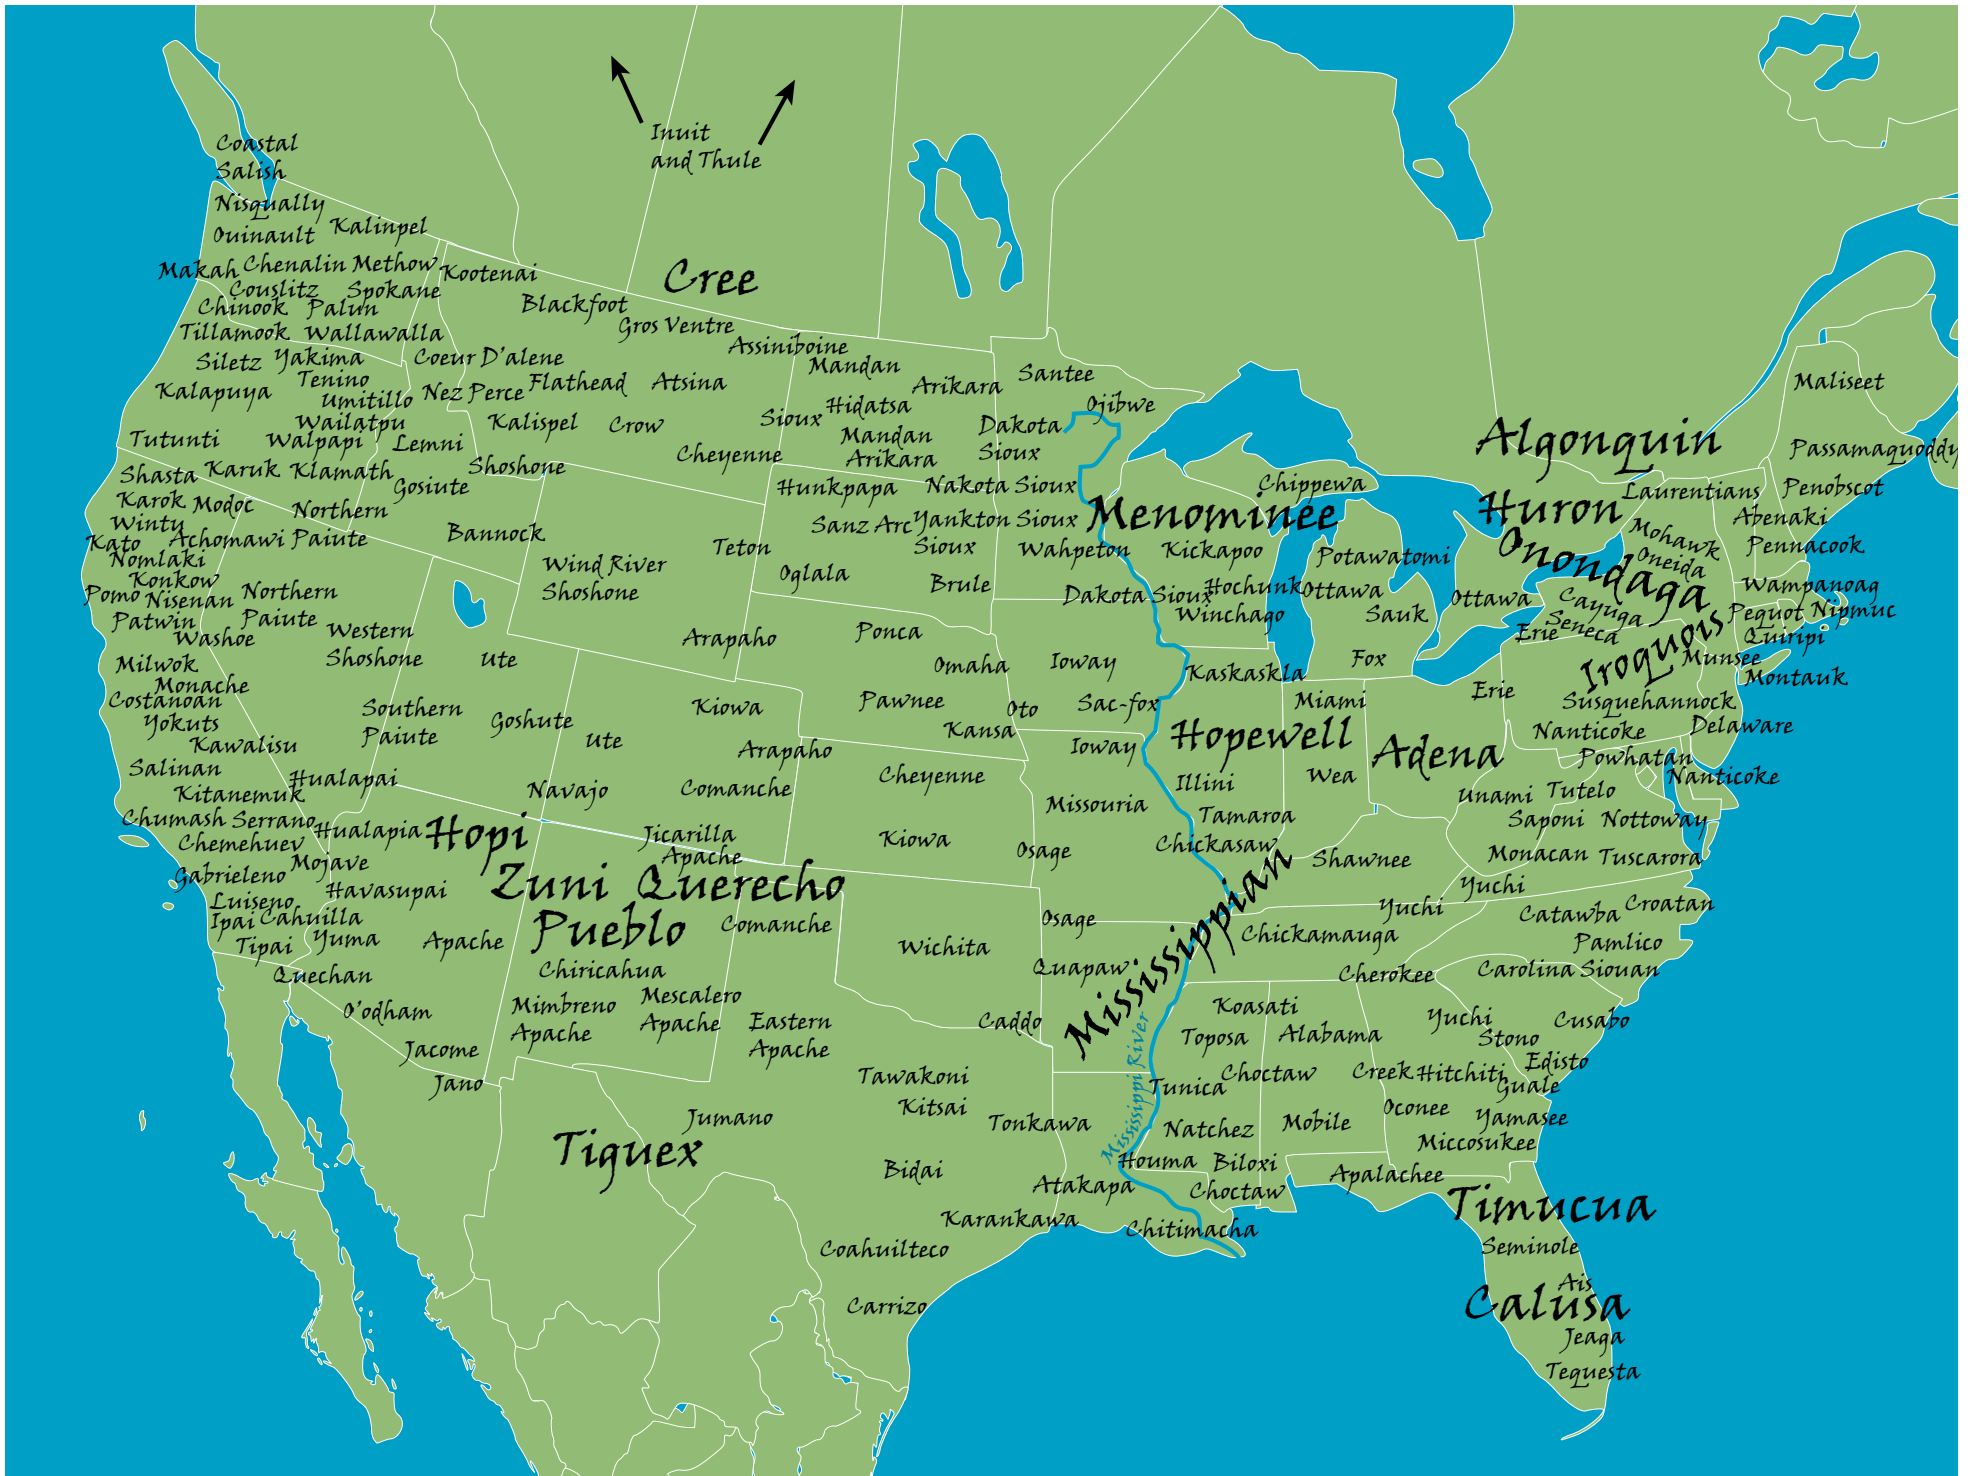 Inuit
and Thule
Coastal
Salish
Nisqually
Kalinpel
Ouinault
Makah
Chenalin
Methow
Kootenai
Cree
Couslitz
Spokane
Chinook
Palun
Blackfoot
Gros Ventre
Tillamook
Wallawalla
Assiniboine
Siletz
Yakima
Coeur D'alene
Mandan
Santee
Tenino
Flathead
Atsina
Arikara
Maliseet
Kalapuya
Umitillo
Nez Perce
Hidatsa
Ojibwe
Wailatpu
Kalispel
Crow
Sioux
Dakota
Sioux
Tutunti
Walpapi
Lemni
Mandan
Arikara
Algonquin
Passamaquoddy
Cheyenne
Shasta
Karuk
Klamath
Shoshone
Gosiute
Hunkpapa
Nakota Sioux
Chippewa
Laurentians
Penobscot
Karok
Modoc
Northern
Paiute
Menominee
Huron
Wintu
Achomawi
Bannock
Sanz Arc
Yankton Sioux
Sioux
Abenaki
Mohawk
Kato
Nomlaki
Teton
Wahpeton
Kickapoo
Potawatomi
Onondaga
Oneida
Pennacook
Konkow
Wind River
Shoshone
Oglala
Brule
Hochunk
Ottawa
Ottawa
Wampanoag
Pomo
Nisenan
Northern
Paiute
Dakota Sioux
Cayuga
Seneca
Pequot
Nipmuc
Patwin
Washoe
Western
Shoshone
Winchago
Sauk
Erie
Iroquois
Quiripi
Arapaho
Ponca
Milwok
Ute
Omaha
Ioway
Kaskaskla
Fox
Munsee
Montauk
Monache
Costanoan
Southern
Paiute
Kiowa
Pawnee
Oto
Sac-fox
Miami
Erie
Susquehannock
Yokuts
Goshute
Kansa
Hopewell
Adena
Nanticoke
Delaware
Kawalisu
Ute
Arapaho
Ioway
Powhatan
Salinan
Hualapai
Cheyenne
Illini
Wea
Nanticoke
Kitanemuk
Navajo
Comanche
Missouria
Unami
Tutelo
Chumash
Serrano
Hualapia
Hopi
Jicarilla
Apache
Kiowa
Tamaroa
Saponi
Nottoway
Chemehuev
Osage
Chickasaw
Shawnee
Monacan
Tuscarora
Gabrieleno
Mojave
Zuni
Querecho
Luiseno
Havasupai
Yuchi
Ipai
Cahuilla
Pueblo
Comanche
Osage
Mississippian
Yuchi
Catawba
Croatan
Tipai
Yuma
Apache
Wichita
Chickamauga
Pamlico
Quechan
Chiricahua
Quapaw
Cherokee
Carolina Siouan
O'odham
Mimbreno
Apache
Mescalero
Apache
Eastern
Apache
Caddo
Koasati
Yuchi
Cusabo
Jacome
Toposa
Alabama
Stono
Jano
Mississippi River
Edisto
Tawakoni
Tunica
Choctaw
Creek
Hitchiti
Guale
Kitsai
Oconee
Yamasee
Tiguex
Jumano
Tonkawa
Natchez
Mobile
Miccosukee
Bidai
Houma
Biloxi
Apalachee
Atakapa
Choctaw
Timucua
Karankawa
Chitimacha
Coahuilteco
Seminole
Ais
Carrizo
Calusa
Jeaga
Tequesta